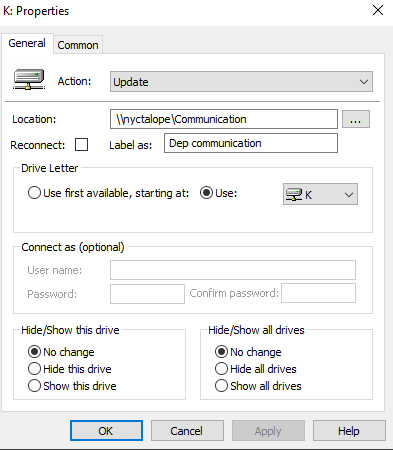 K: Properties
General Common
Action: Update
Location: \\nyctalope\Communication ...
Reconnect: Label as: Dep communication
Drive Letter
Use first available, starting at: Use: K
Connect as (optional)
User name:
Password: Confirm password:
Hide/Show this drive
No change
Hide this drive
Show this drive
Hide/Show all drives
No change
Hide all drives
Show all drives
OK Cancel Apply Help